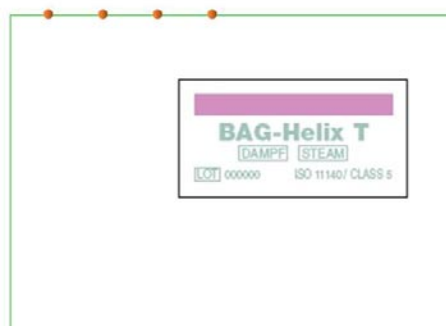 BAG-Helix T
DAMPF STEAM
LOT 000000 ISO 11140/ CLASS 5